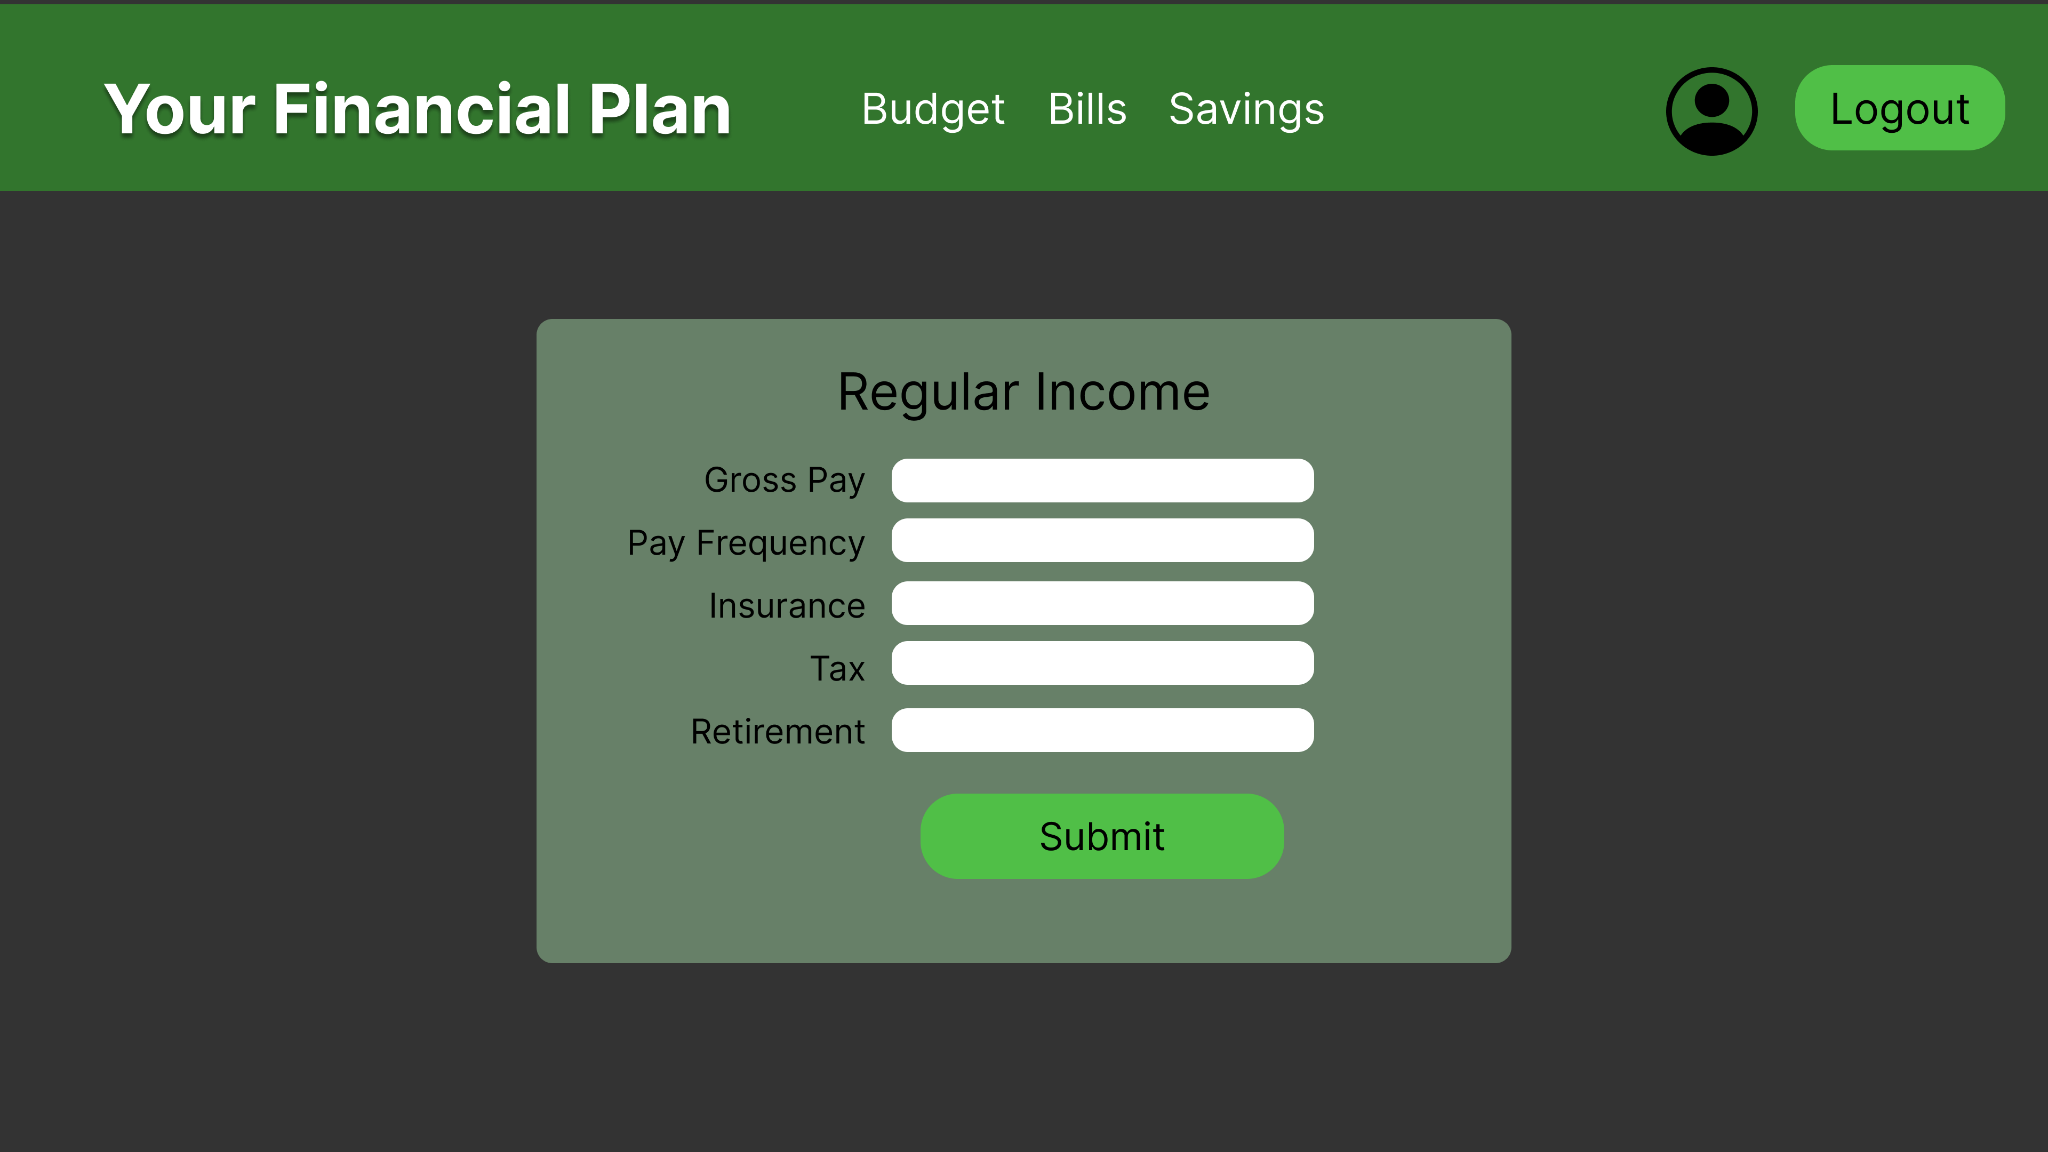 Your Financial Plan
Budget
Bills
Savings
Logout
Regular Income
Gross Pay
Pay Frequency
Insurance
Tax
Retirement
Submit